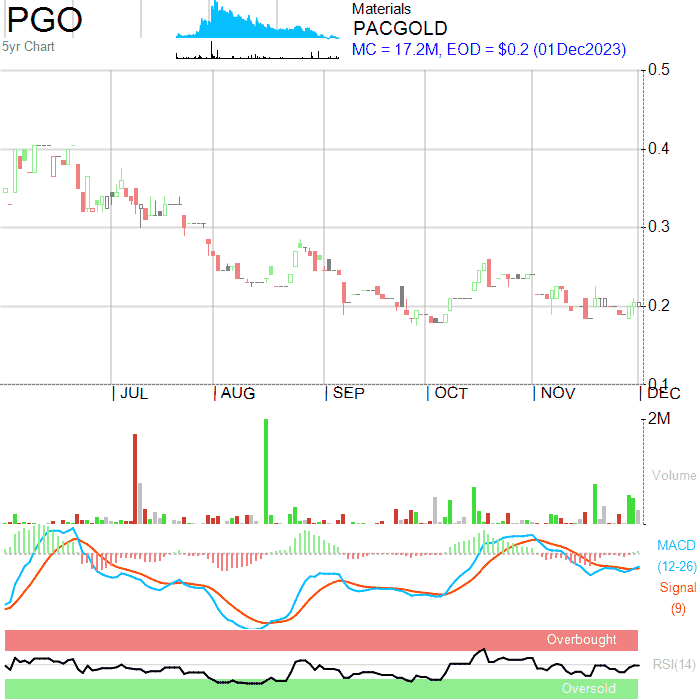 PGO
5yr Chart
Materials
PACGOLD
MC = 17.2M, EOD = $0.2 (01Dec2023)
0.5
0.4
0.3
0.2
0.1
JUL AUG SEP OCT NOV DEC
2M
Volume
MACD
(12-26)
Signal
(9)
Overbought
RSI(14)
Oversold